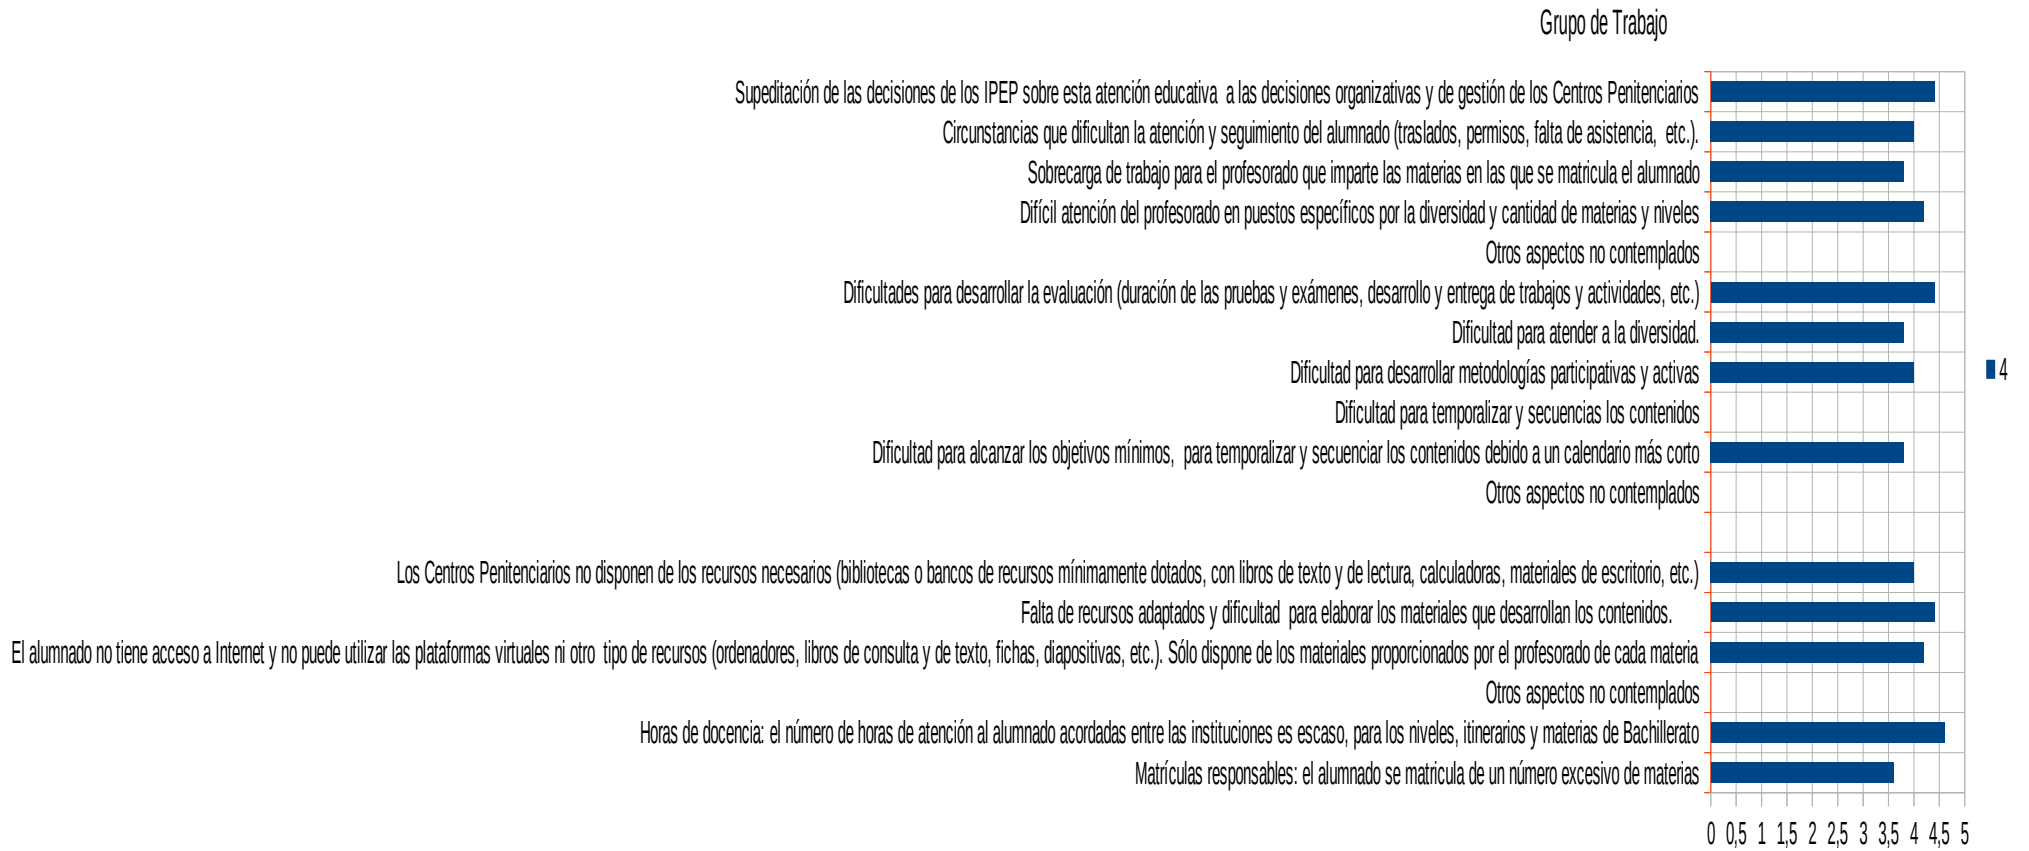 Grupo de Trabajo
Supeditación de las decisiones de los IPEP sobre esta atención educativa  a las decisiones organizativas y de gestión de los Centros Penitenciarios
Circunstancias que dificultan la atención y seguimiento del alumnado (traslados, permisos, falta de asistencia,  etc.).
Sobrecarga de trabajo para el profesorado que imparte las materias en las que se matricula el alumnado
Difícil atención del profesorado en puestos específicos por la diversidad y cantidad de materias y niveles
Otros aspectos no contemplados
Dificultades para desarrollar la evaluación (duración de las pruebas y exámenes, desarrollo y entrega de trabajos y actividades, etc.)
Dificultad para atender a la diversidad.
Dificultad para desarrollar metodologías participativas y activas
4
Dificultad para temporalizar y secuencias los contenidos
Dificultad para alcanzar los objetivos mínimos,  para temporalizar y secuenciar los contenidos debido a un calendario más corto
Otros aspectos no contemplados
Los Centros Penitenciarios no disponen de los recursos necesarios (bibliotecas o bancos de recursos mínimamente dotados, con libros de texto y de lectura, calculadoras, materiales de escritorio, etc.)
Falta de recursos adaptados y dificultad  para elaborar los materiales que desarrollan los contenidos.
El alumnado no tiene acceso a Internet y no puede utilizar las plataformas virtuales ni otro  tipo de recursos (ordenadores, libros de consulta y de texto, fichas, diapositivas, etc.). Sólo dispone de los materiales proporcionados por el profesorado de cada materia
Otros aspectos no contemplados
Horas de docencia: el número de horas de atención al alumnado acordadas entre las instituciones es escaso, para los niveles, itinerarios y materias de Bachillerato
Matrículas responsables: el alumnado se matricula de un número excesivo de materias
0 0,5 1 1,5 2 2,5 3 3,5 4 4,5 5